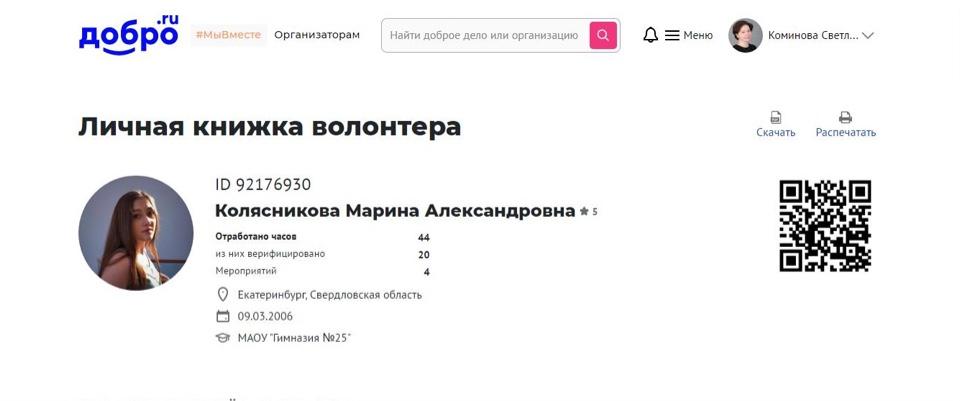 добро.ru
#МыВместе
Организаторам
Найти доброе дело или организацию
Меню
Коминова Светл...
Личная книжка волонтера
Скачать
Распечатать
ID 92176930
Колясникова Марина Александровна 5
Отработано часов 44
из них верифицировано 20
Мероприятий 4
Екатеринбург, Свердловская область
09.03.2006
МАОУ "Гимназия №25"